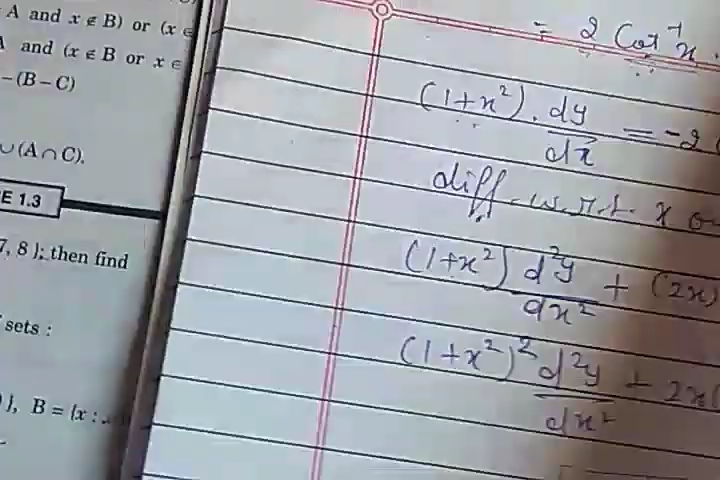 A and x ∉ B) or (x ∈
A and (x ∉ B or x ∈
–(B – C)
∪ (A ∩ C).
E 1.3
7, 8 }; then find
sets :
)}, B = {x :
= 2 Cot⁻¹x.
(1+x²). dy/dx = -2
diff. w.r.t. x
(1+x²) d²y/dx² + (2x)
(1+x²)² d²y/dx² + 2x(